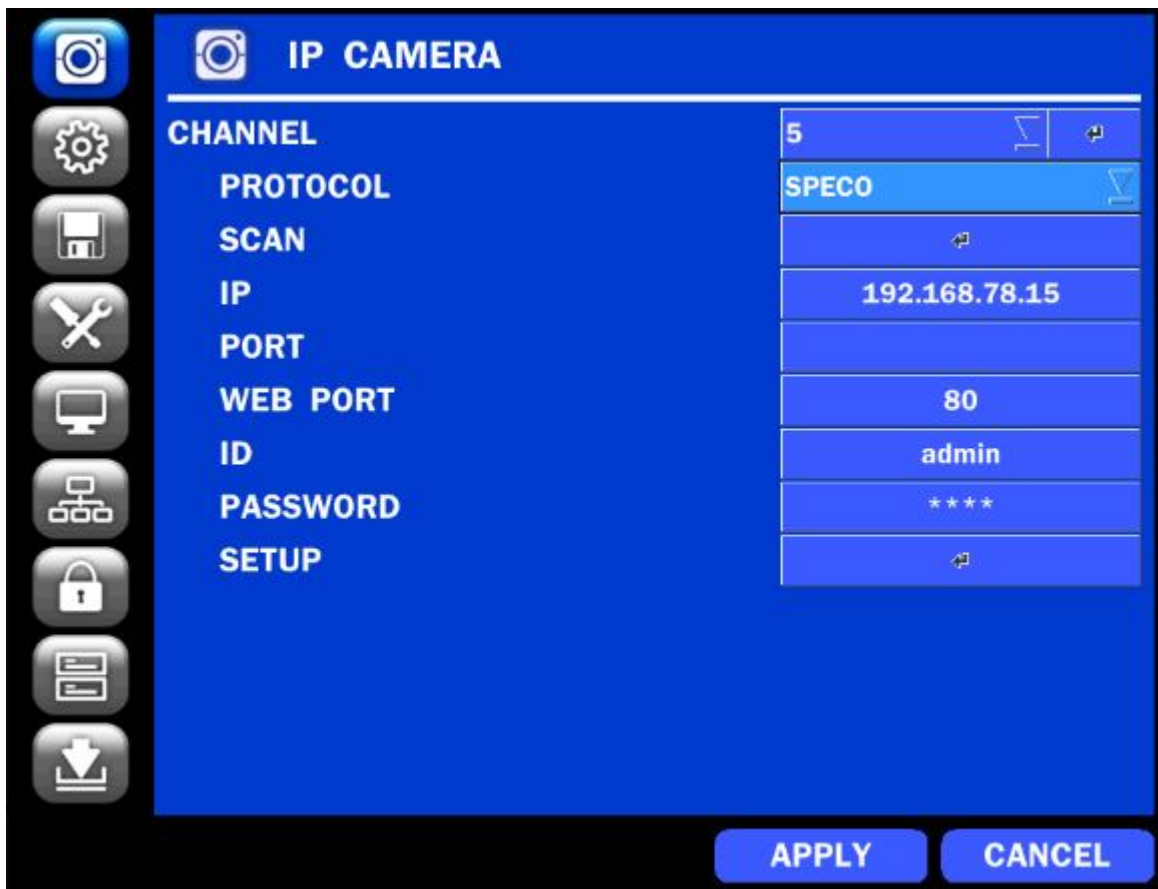 IP CAMERA
CHANNEL 5
PROTOCOL SPECO
SCAN
IP 192.168.78.15
PORT
WEB PORT 80
ID admin
PASSWORD ****
SETUP
APPLY CANCEL